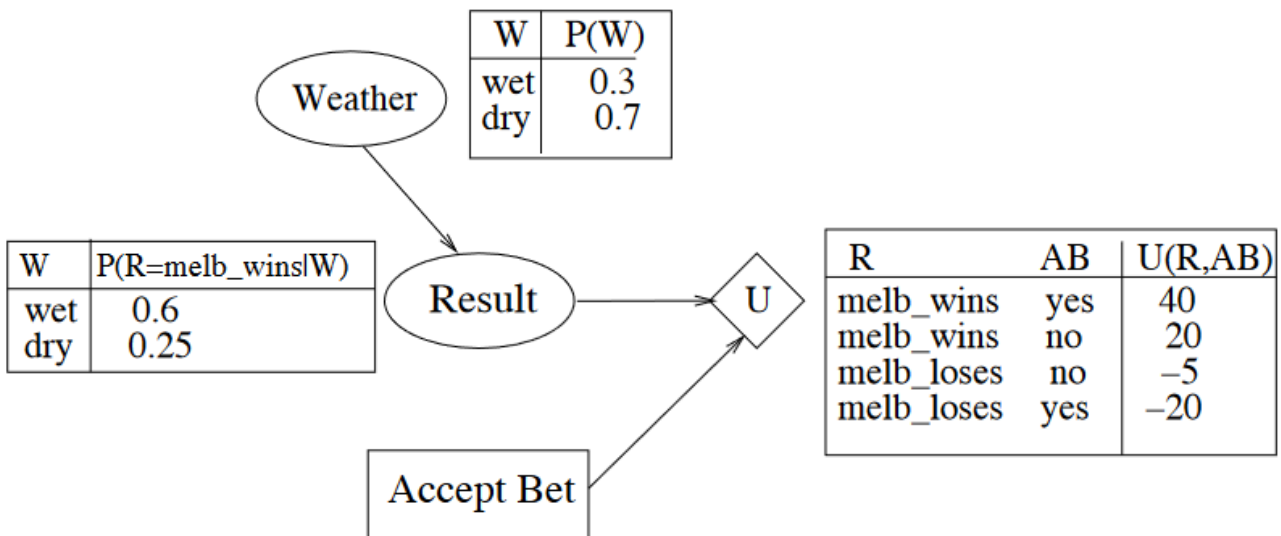 W P(W)
wet 0.3
dry 0.7
Weather
W P(R=melb_wins|W)
wet 0.6
dry 0.25
Result
U
R AB U(R,AB)
melb_wins yes 40
melb_wins no 20
melb_loses no –5
melb_loses yes –20
Accept Bet